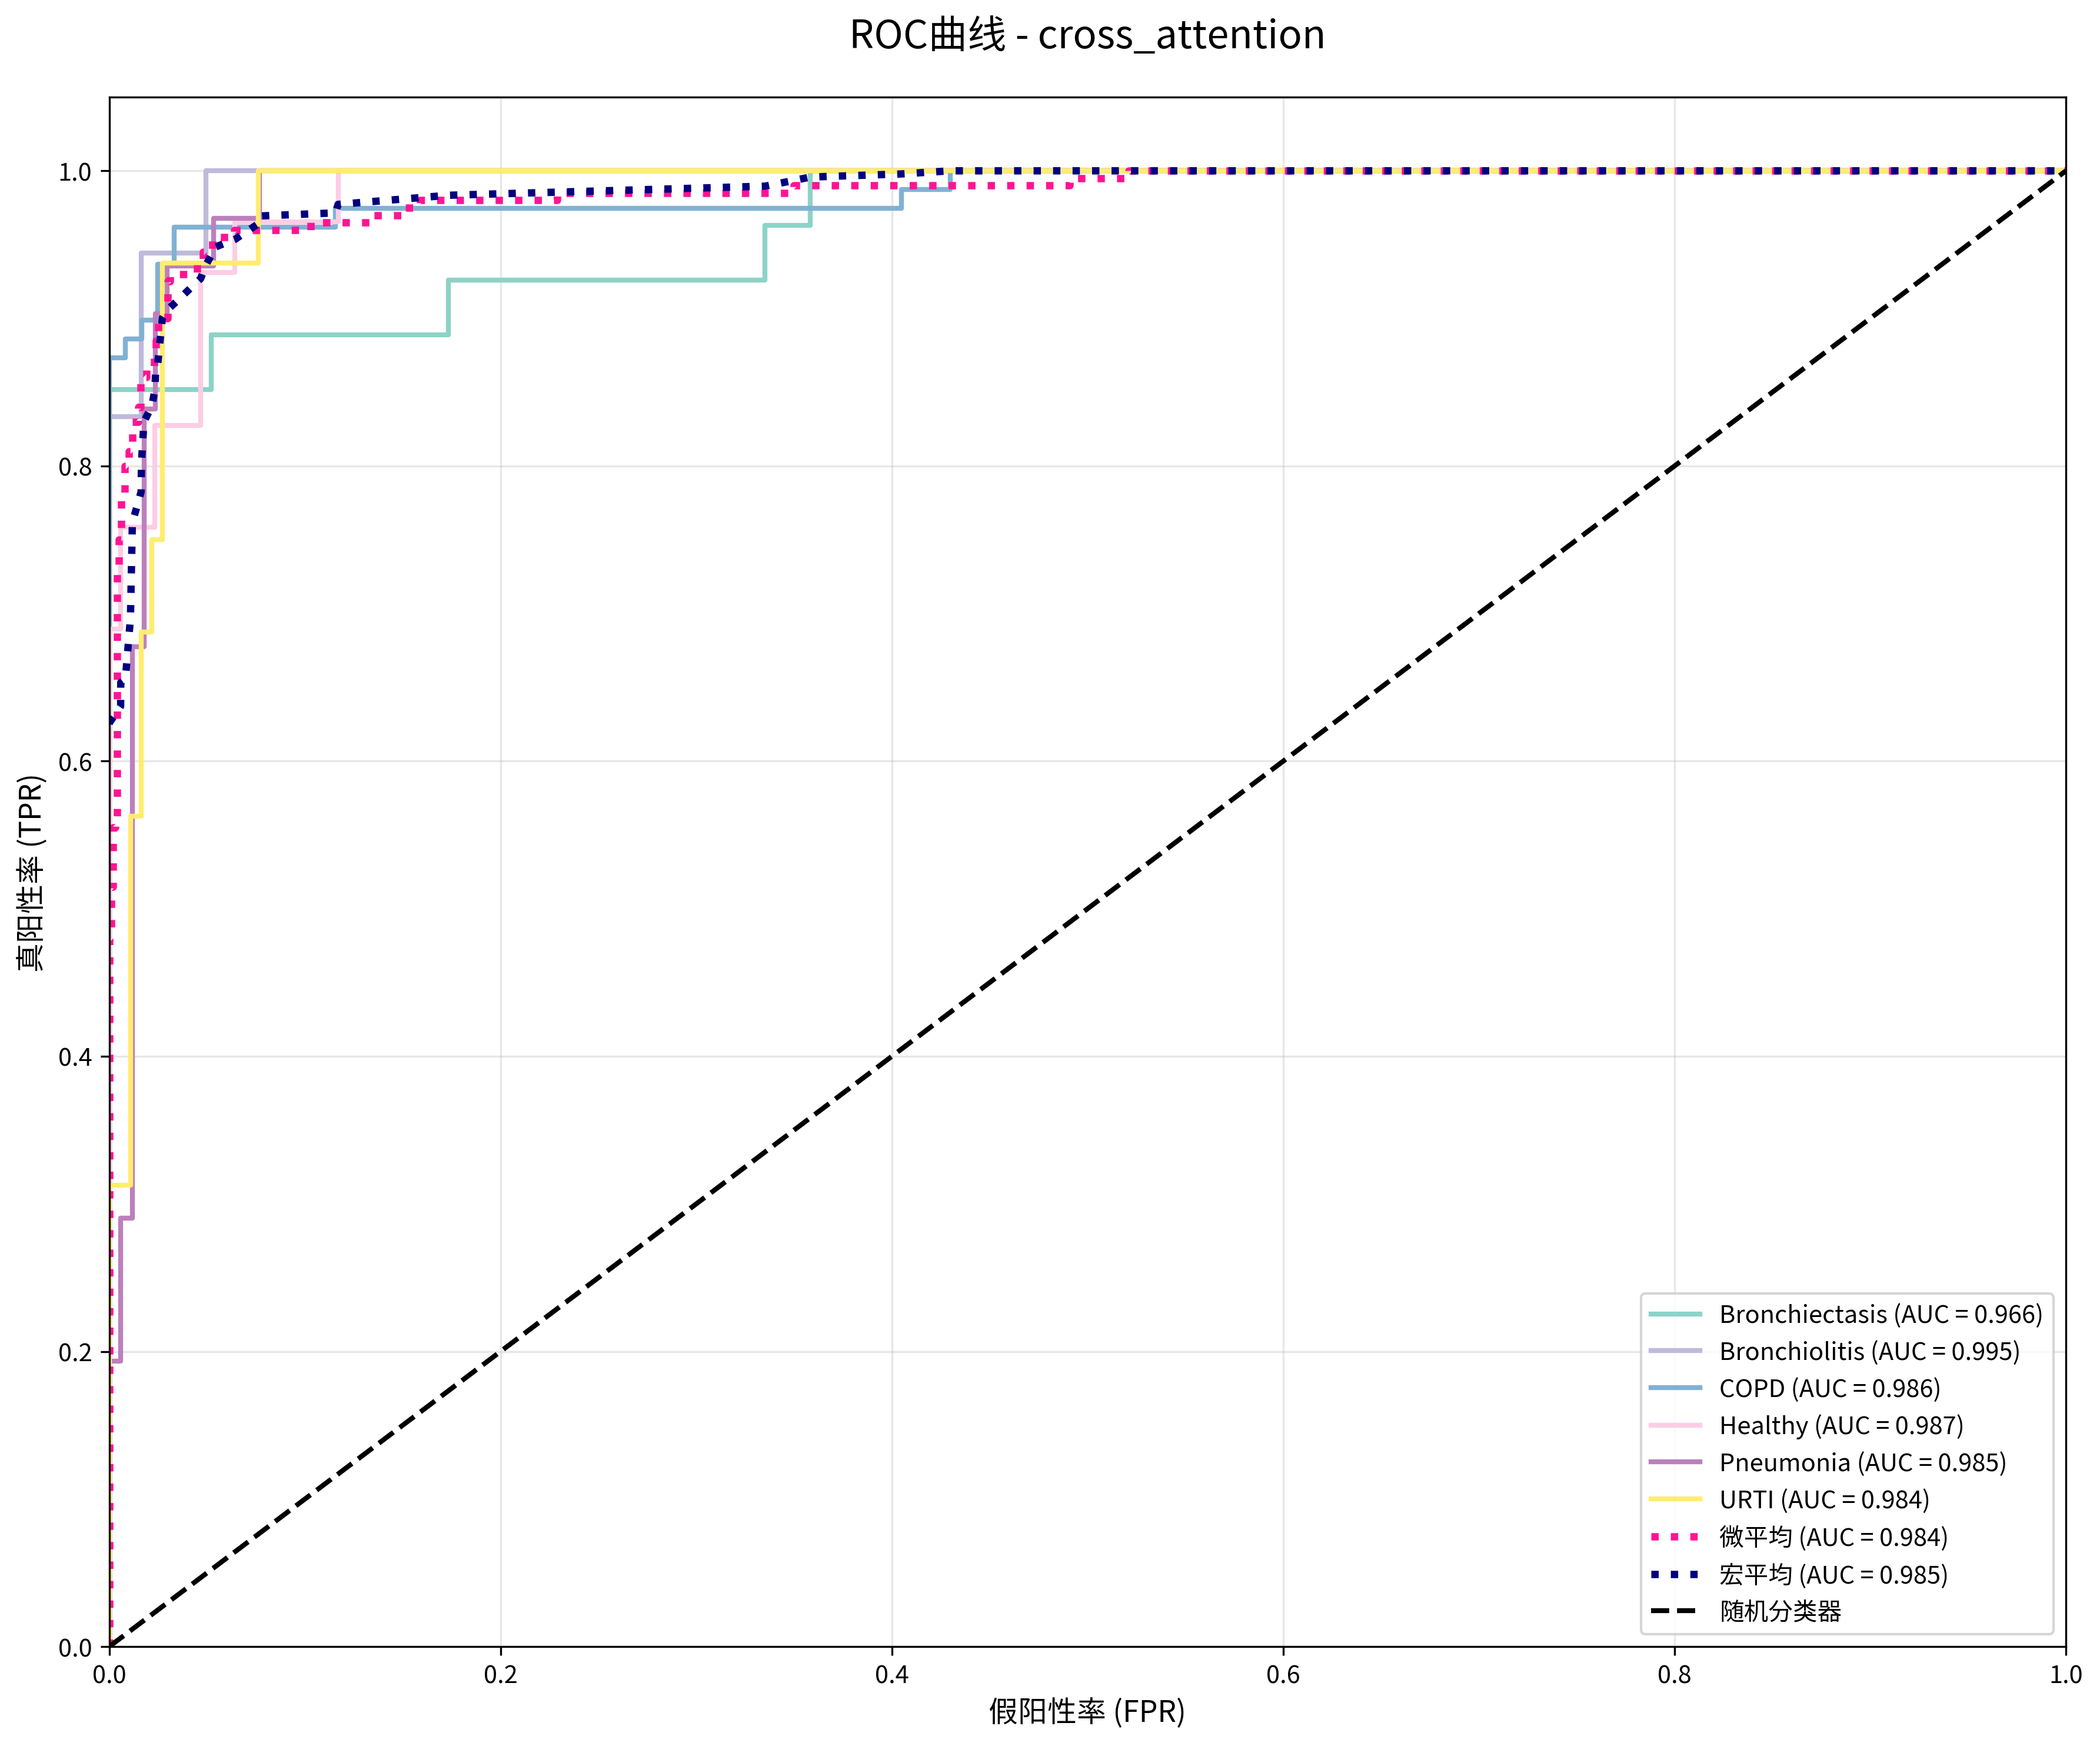 ROC曲线 - cross_attention
1.0
0.8
0.6
0.4
0.2
0.0
真阳性率 (TPR)
0.0
0.2
0.4
0.6
0.8
1.0
假阳性率 (FPR)
Bronchiectasis (AUC = 0.966)
Bronchiolitis (AUC = 0.995)
COPD (AUC = 0.986)
Healthy (AUC = 0.987)
Pneumonia (AUC = 0.985)
URTI (AUC = 0.984)
微平均 (AUC = 0.984)
宏平均 (AUC = 0.985)
随机分类器